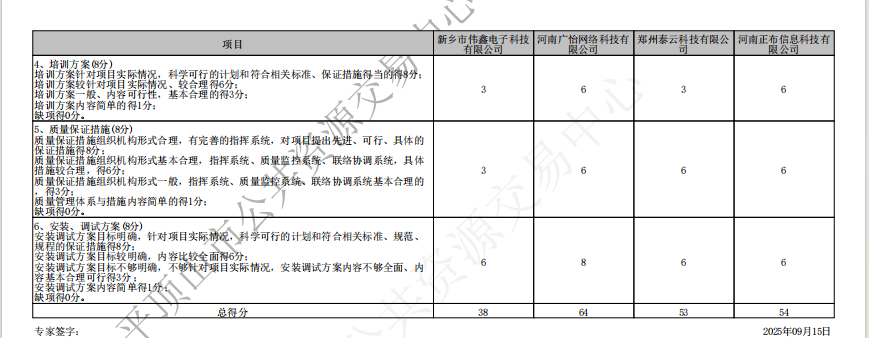 项目
新乡市伟鑫电子科技有限公司
河南广怡网络科技有限公司
郑州泰云科技有限公司
河南正布信息科技有限公司
4、培训方案(8分)
培训方案针对项目实际情况，科学可行的计划和符合相关标准、保证措施得当的得8分；
培训方案较针对项目实际情况、较合理得6分；
培训方案一般、内容可行性，基本合理的得3分；
培训方案内容简单的得1分；
缺项得0分。
3 6 3 6
5、质量保证措施(8分)
质量保证措施组织机构形式合理，有完善的指挥系统，对项目提出先进、可行、具体的
保证措施得8分；
质量保证措施组织机构形式基本合理，指挥系统、质量监控系统、联络协调系统，具体
措施较合理，得6分；
质量保证措施组织机构形式一般，指挥系统、质量监控系统、联络协调系统基本合理的
，得3分；
质量管理体系与措施内容简单的得1分；
缺项得0分。
3 6 6 6
6、安装、调试方案(8分)
安装调试方案目标明确，针对项目实际情况，科学可行的计划和符合相关标准、规范、
规程的保证措施得8分；
安装调试方案目标较明确，内容比较全面得6分；
安装调试方案目标不够明确，不够针对项目实际情况，安装调试方案内容不够全面、内
容基本合理可行得3分；
安装调试方案内容简单得1分；
缺项得0分。
6 8 6 6
总得分 38 64 53 54
专家签字：
2025年09月15日
平顶山市公共资源交易中心
公共资源交易中心